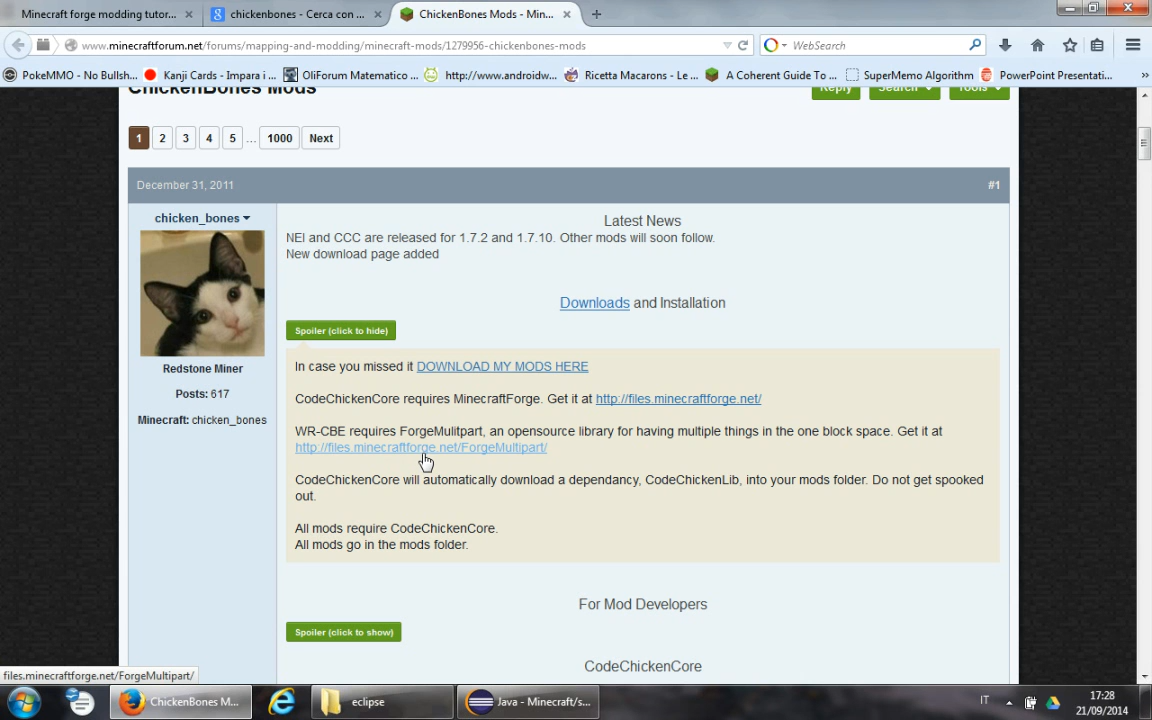 Minecraft forge modding tutor...
chickenbones - Cerca con ...
ChickenBones Mods - Min...
www.minecraftforum.net/forums/mapping-and-modding/minecraft-mods/1279956-chickenbones-mods
WebSearch
PokeMMO - No Bullsh...
Kanji Cards - Impara i ...
OliForum Matematico ...
http://www.androidw...
Ricetta Macarons - Le ...
A Coherent Guide To ...
SuperMemo Algorithm
PowerPoint Presentati...
ChickenBones Mods
Reply
Search
Tools
1 2 3 4 5 ... 1000 Next
December 31, 2011
#1
chicken_bones
Redstone Miner
Posts: 617
Minecraft: chicken_bones
Latest News
NEI and CCC are released for 1.7.2 and 1.7.10. Other mods will soon follow.
New download page added
Downloads and Installation
Spoiler (click to hide)
In case you missed it DOWNLOAD MY MODS HERE
CodeChickenCore requires MinecraftForge. Get it at http://files.minecraftforge.net/
WR-CBE requires ForgeMulitpart, an opensource library for having multiple things in the one block space. Get it at
http://files.minecraftforge.net/ForgeMultipart/
CodeChickenCore will automatically download a dependancy, CodeChickenLib, into your mods folder. Do not get spooked
out.
All mods require CodeChickenCore.
All mods go in the mods folder.
For Mod Developers
Spoiler (click to show)
CodeChickenCore
files.minecraftforge.net/ForgeMultipart/
ChickenBones M...
eclipse
Java - Minecraft/s...
IT
17:28
21/09/2014